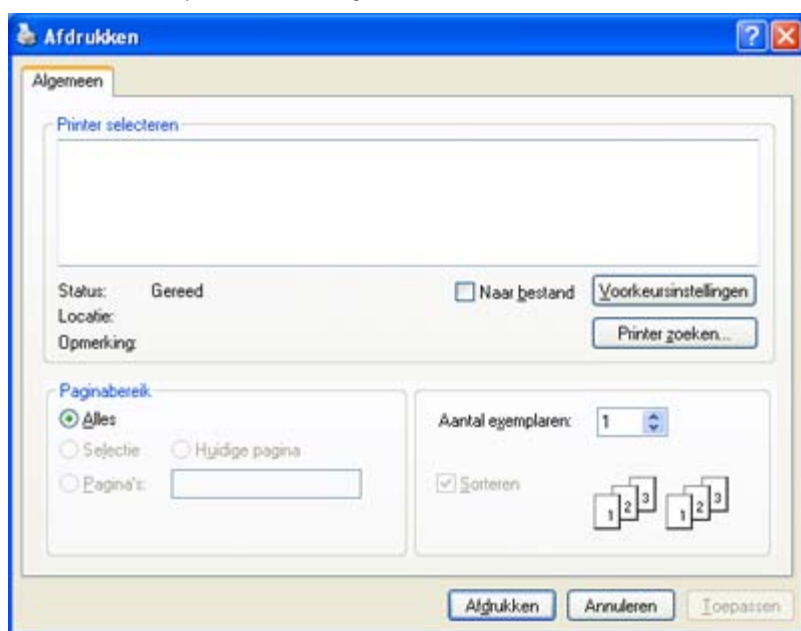 Afdrukken
Algemeen
Printer selecteren
Status: Gereed
Locatie:
Opmerking:
Naar bestand
Voorkeursinstellingen
Printer zoeken...
Paginabereik
Alles
Selectie Huidige pagina
Pagina's:
Aantal exemplaren: 1
Sorteren
1 2 3 1 2 3
Afdrukken Annuleren Toepassen